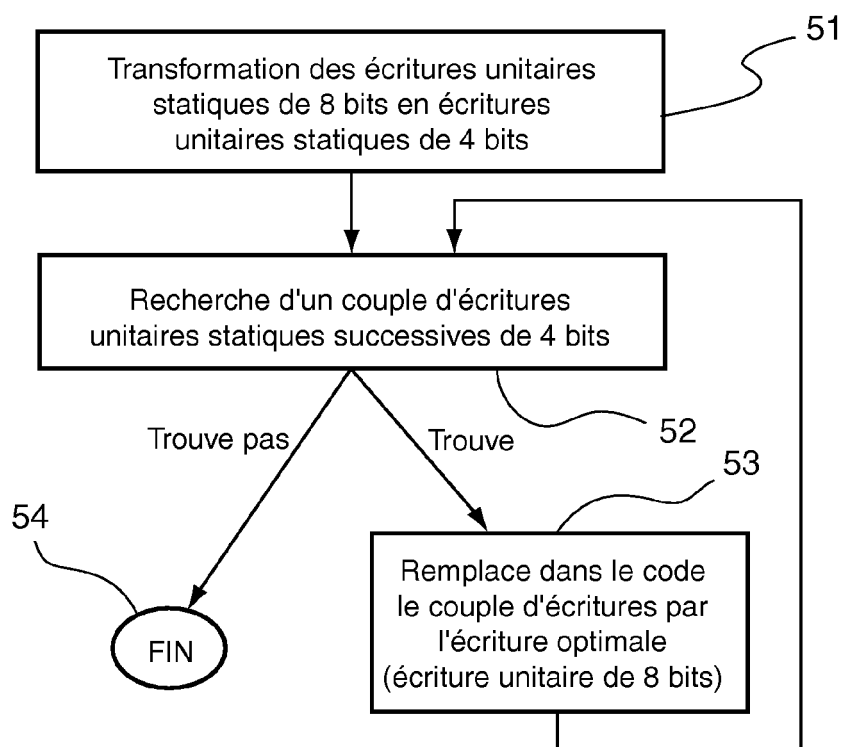 51
Transformation des écritures unitaires
statiques de 8 bits en écritures
unitaires statiques de 4 bits
Recherche d'un couple d'écritures
unitaires statiques successives de 4 bits
52
Trouve pas
Trouve
53
54
Remplace dans le code
le couple d'écritures par
l'écriture optimale
(écriture unitaire de 8 bits)
FIN